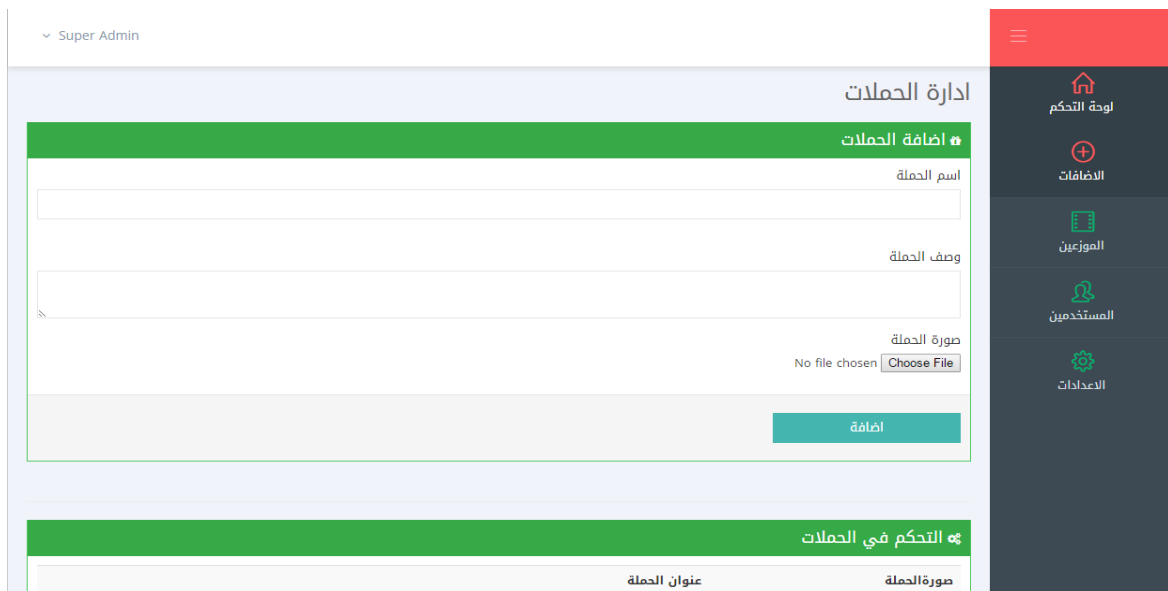 Super Admin
لوحة التحكم
الاضافات
الموزعين
المستخدمين
الاعدادات
ادارة الحملات
اضافة الحملات
اسم الحملة
وصف الحملة
صورة الحملة
Choose File No file chosen
اضافة
التحكم في الحملات
صورةالحملة عنوان الحملة